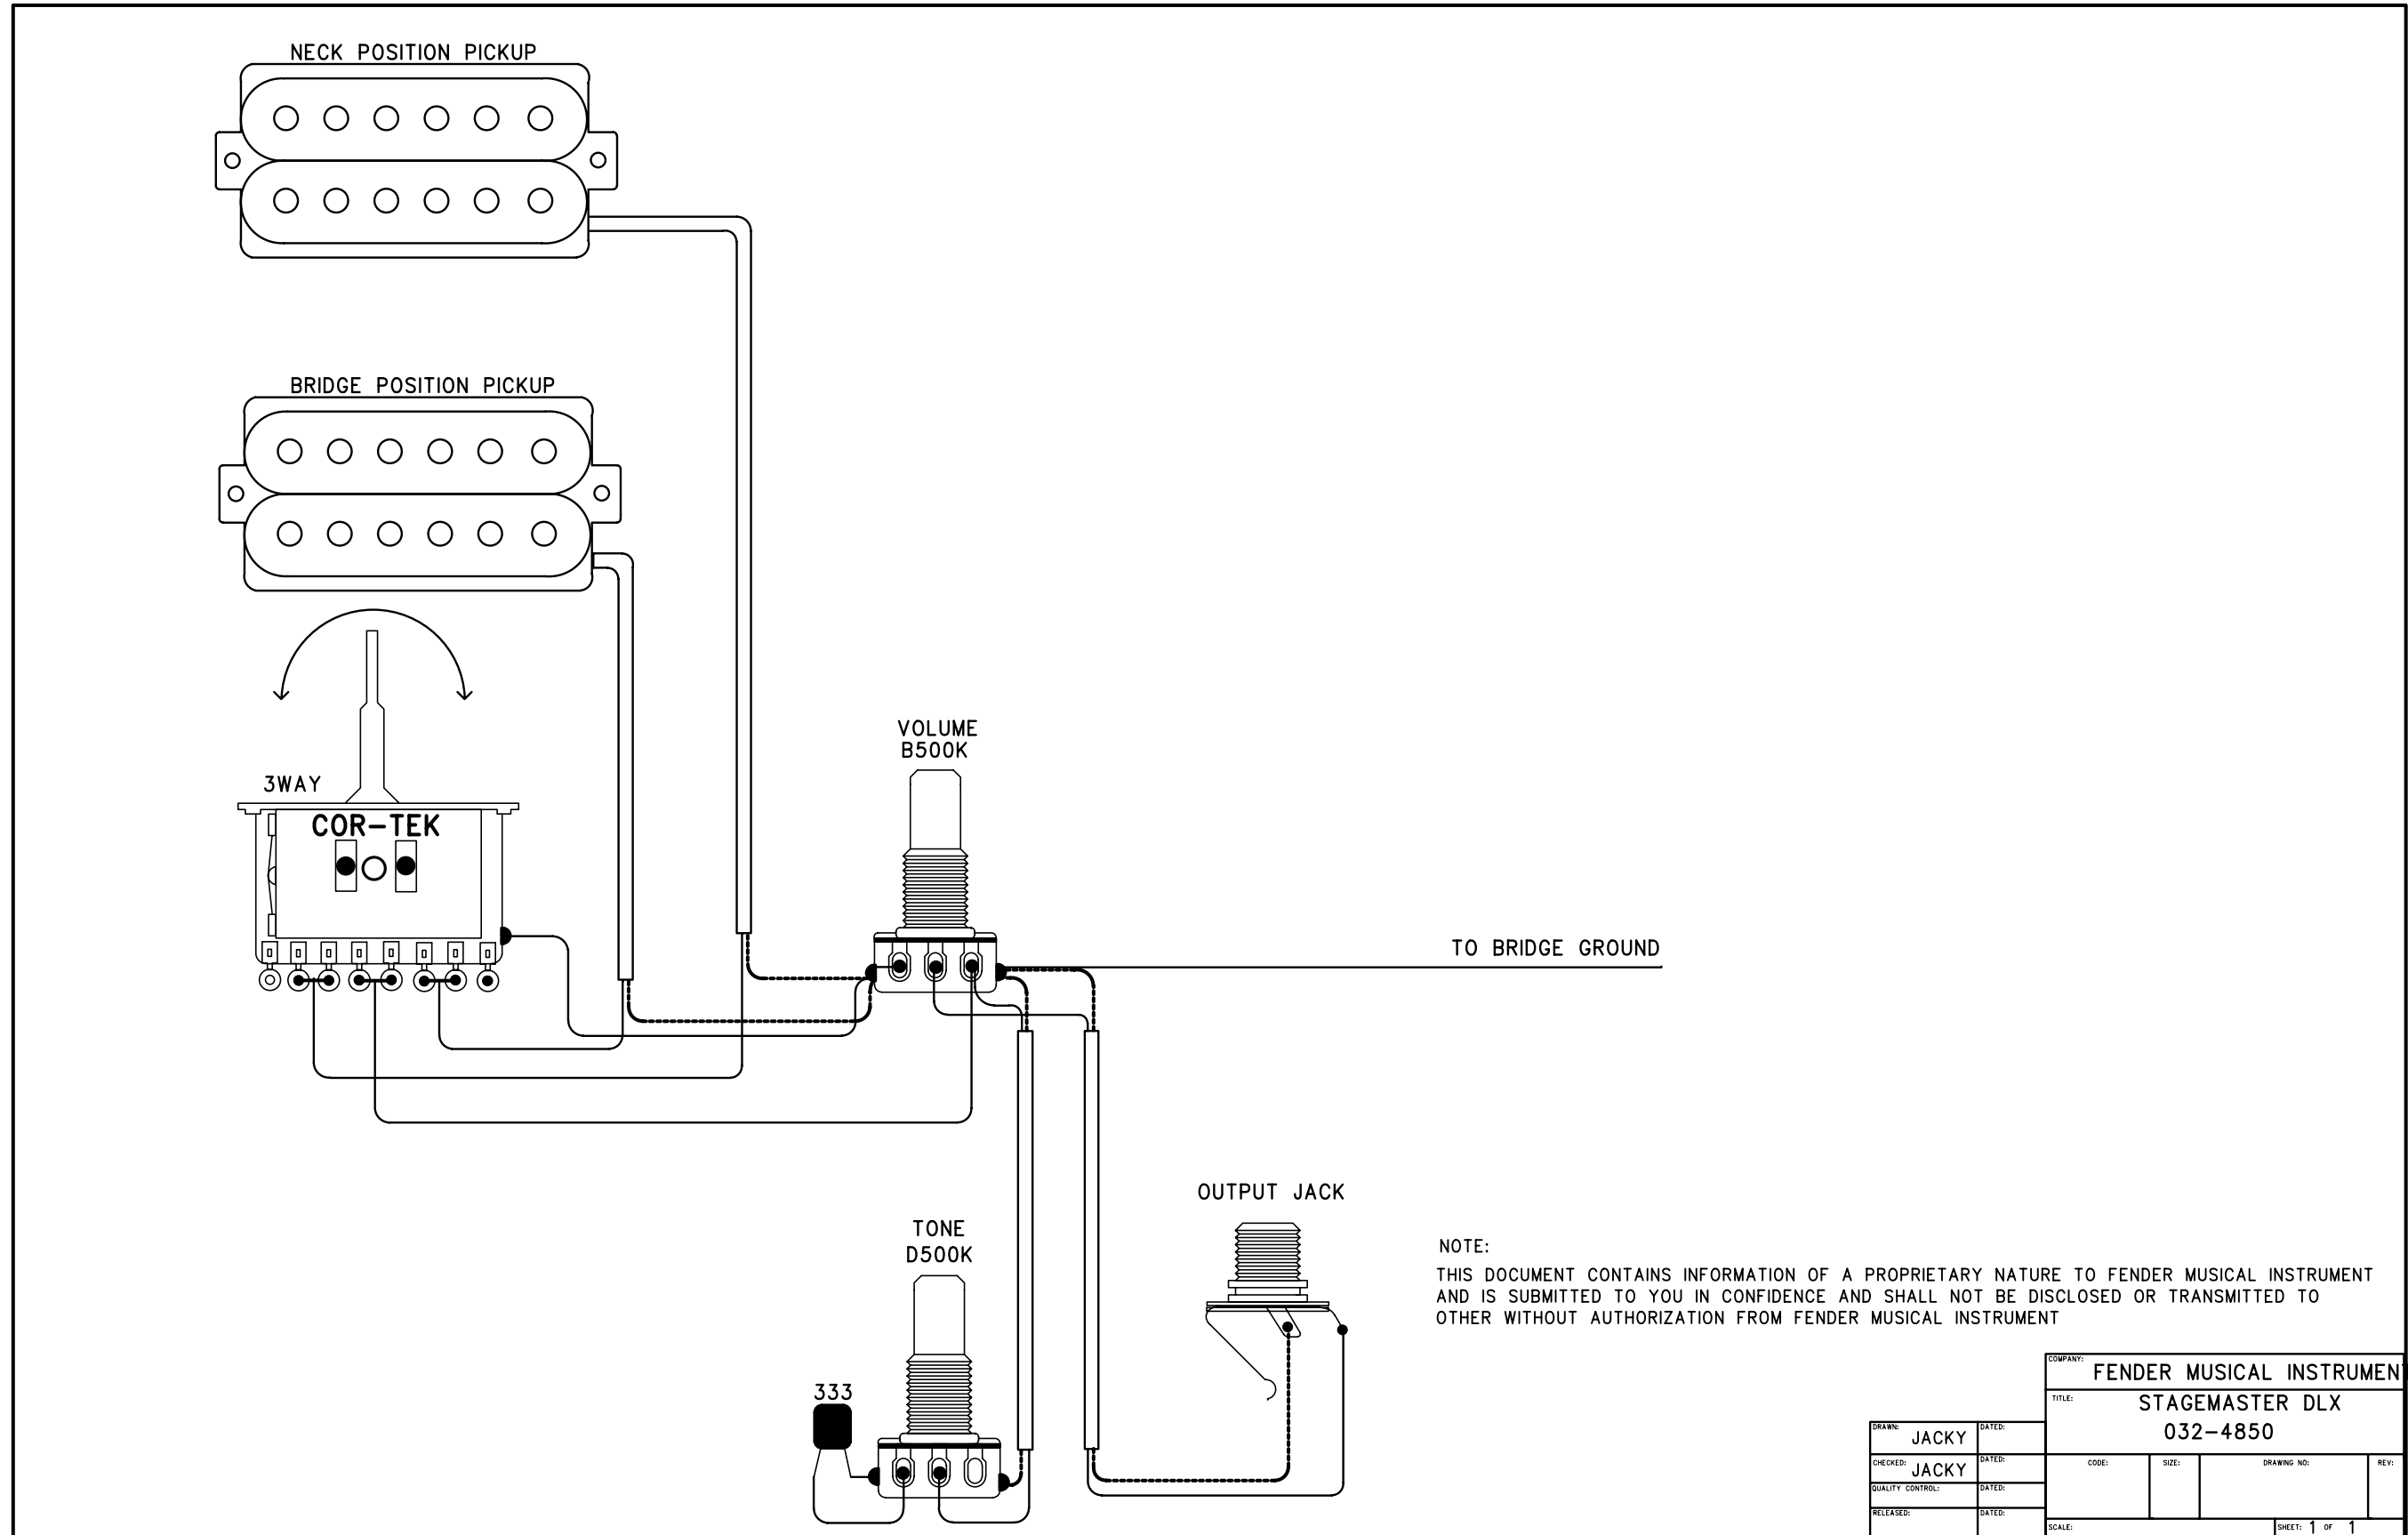 NECK POSITION PICKUP
BRIDGE POSITION PICKUP
3WAY
COR-TEK
VOLUME
B500K
TO BRIDGE GROUND
OUTPUT JACK
TONE
D500K
333
NOTE:
THIS DOCUMENT CONTAINS INFORMATION OF A PROPRIETARY NATURE TO FENDER MUSICAL INSTRUMENT
AND IS SUBMITTED TO YOU IN CONFIDENCE AND SHALL NOT BE DISCLOSED OR TRANSMITTED TO
OTHER WITHOUT AUTHORIZATION FROM FENDER MUSICAL INSTRUMENT
COMPANY: FENDER MUSICAL INSTRUMENT
TITLE: STAGEMASTER DLX
032-4850
DRAWN: JACKY DATED:
CHECKED: JACKY DATED:
QUALITY CONTROL: DATED:
RELEASED: DATED:
CODE: SIZE: DRAWING NO: REV:
SCALE: SHEET: 1 OF 1